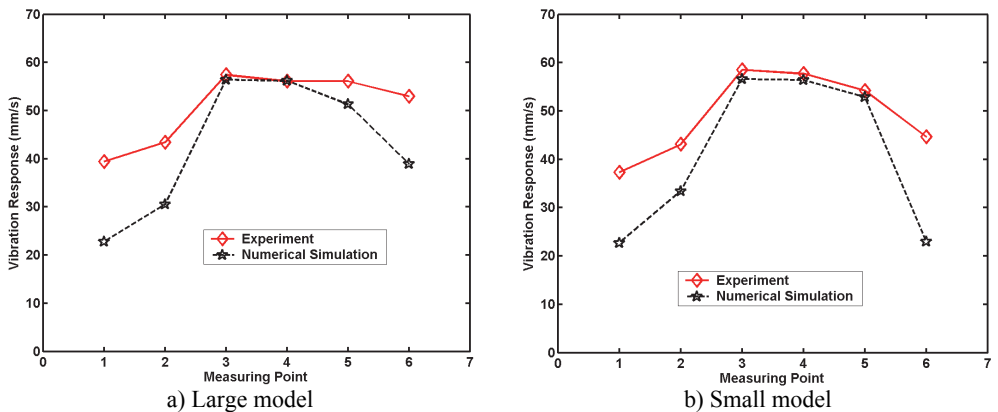 70
60
50
40
30
20
10
0
Vibration Response (mm/s)
Experiment
Numerical Simulation
0 1 2 3 4 5 6 7
Measuring Point
a) Large model
70
60
50
40
30
20
10
0
Vibration Response (mm/s)
Experiment
Numerical Simulation
0 1 2 3 4 5 6 7
Measuring Point
b) Small model